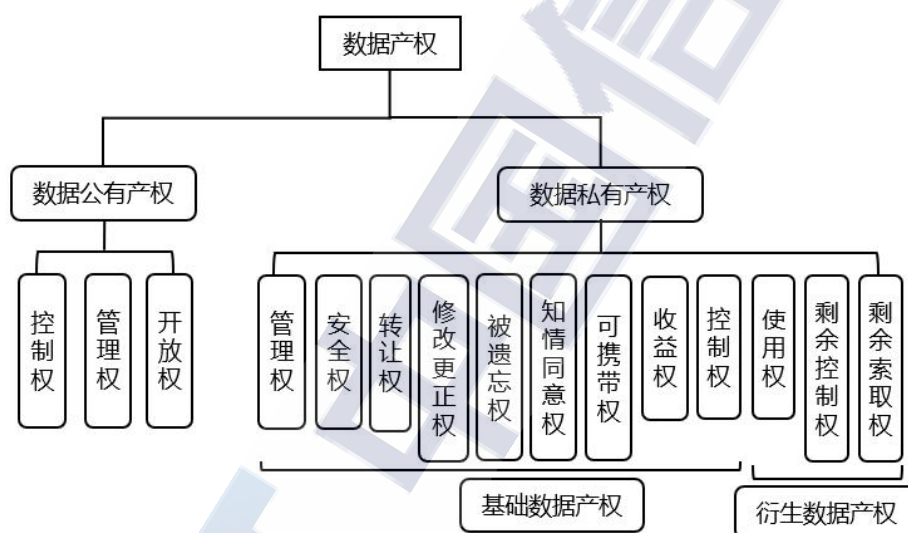 数据产权
数据公有产权
数据私有产权
控制权
管理权
开放权
管理权
安全权
转让权
修改更正权
被遗忘权
知情同意权
可携带权
收益权
控制权
使用权
剩余控制权
剩余索取权
基础数据产权
衍生数据产权
中国信